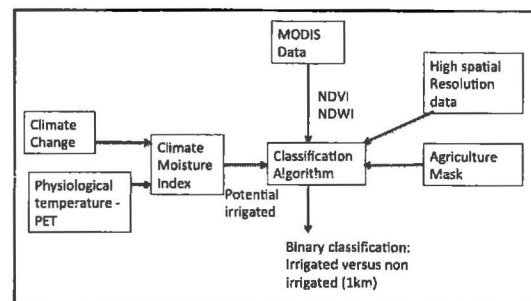 MODIS
Data
High spatial
Resolution
data
NDVI
NDWI
Climate
Change
Climate
Moisture
Index
Classification
Algorithm
Agriculture
Mask
Physiological
temperature -
PET
Potential
irrigated
Binary classification:
Irrigated versus non
irrigated (1km)